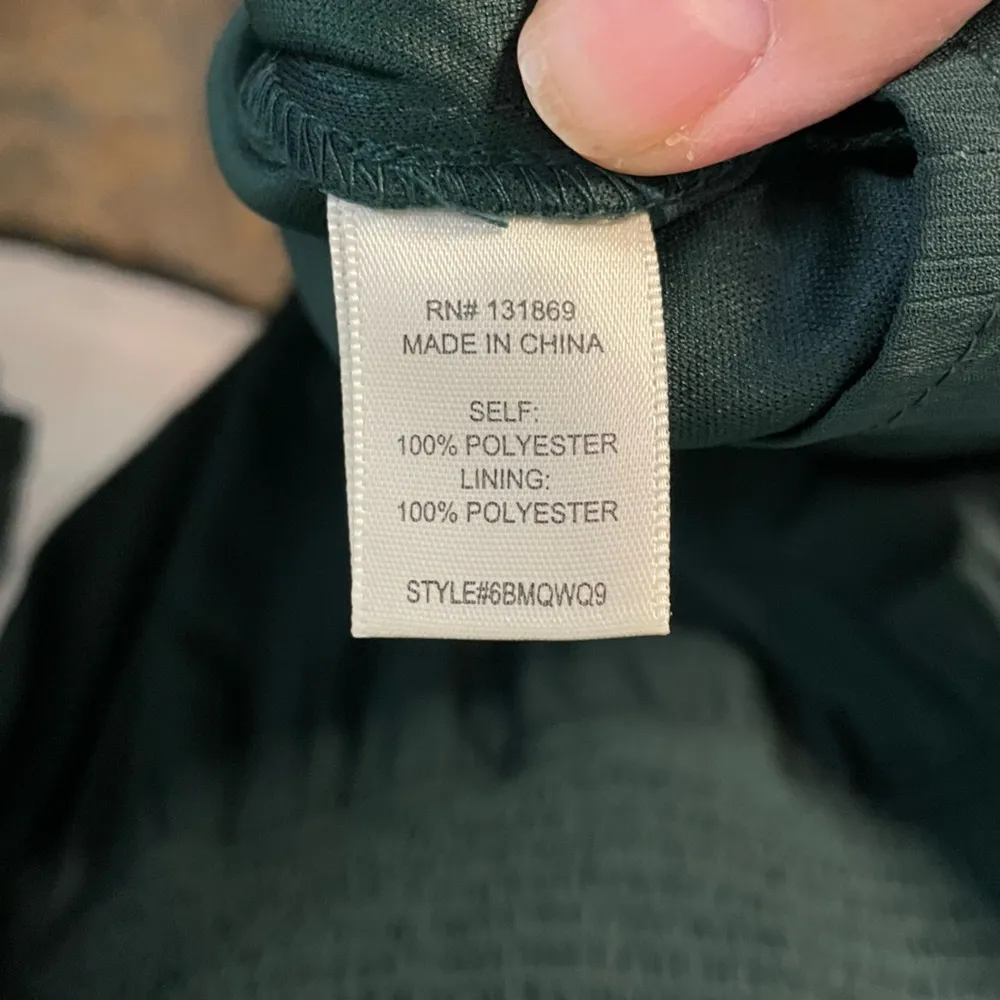 RN# 131869
MADE IN CHINA
SELF:
100% POLYESTER
LINING:
100% POLYESTER
STYLE#6BMQWQ9